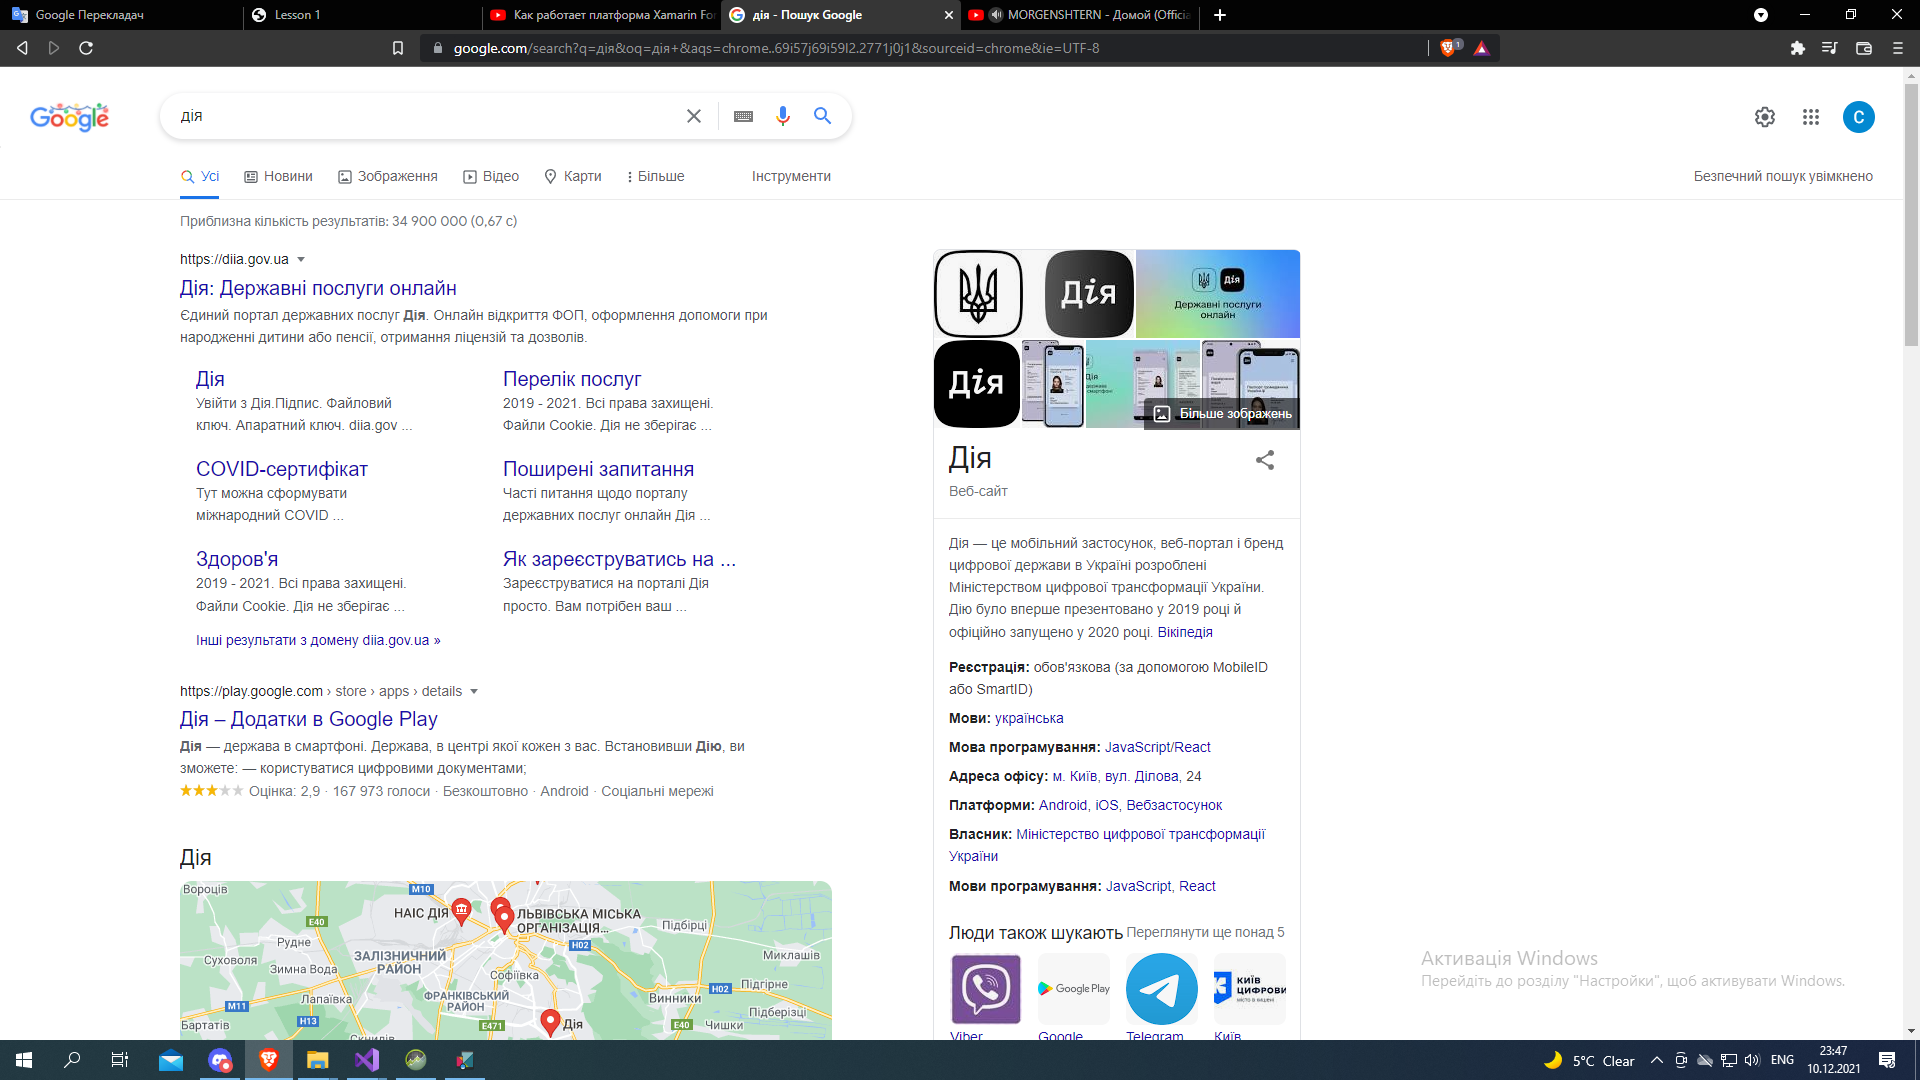 Google Перекладач
Lesson 1
Как работает платформа Xamarin Fo
дія - Пошук Google
MORGENSHTERN - Домой (Officia
google.com/search?q=дія&oq=дія+&aqs=chrome..69i57j69i59l2.2771j0j1&sourceid=chrome&ie=UTF-8
1
Google
дія
C
Усі
Новини
Зображення
Відео
Карти
Більше
Інструменти
Безпечний пошук увімкнено
Приблизна кількість результатів: 34 900 000 (0,67 с)
https://diia.gov.ua
Дія: Державні послуги онлайн
Єдиний портал державних послуг Дія. Онлайн відкриття ФОП, оформлення допомоги при
народженні дитини або пенсії, отримання ліцензій та дозволів.
Дія
Увійти з Дія.Підпис. Файловий
ключ. Апаратний ключ. diia.gov ...
Перелік послуг
2019 - 2021. Всі права захищені.
Файли Cookie. Дія не зберігає ...
COVID-сертифікат
Тут можна сформувати
міжнародний COVID ...
Поширені запитання
Часті питання щодо порталу
державних послуг онлайн Дія ...
Здоров'я
2019 - 2021. Всі права захищені.
Файли Cookie. Дія не зберігає ...
Як зареєструватись на ...
Зареєструватися на порталі Дія
просто. Вам потрібен ваш ...
Інші результати з домену diia.gov.ua »
https://play.google.com › store › apps › details
Дія – Додатки в Google Play
Дія — держава в смартфоні. Держава, в центрі якої кожен з вас. Встановивши Дію, ви
зможете: — користуватися цифровими документами;
Оцінка: 2,9 · 167 973 голоси · Безкоштовно · Android · Соціальні мережі
Дія
Вороців
M10
НАІС ДІЯ
ЛЬВІВСЬКА МІСЬКА
ОРГАНІЗАЦІЯ...
E40
Підбірці
Рудне
H02
ЗАЛІЗНИЧНИЙ
РАЙОН
Миклашів
Суховоля
Зимна Вода
Софіївка
Підгірне
H02
ФРАНКІВСЬКИЙ
РАЙОН
Лапаївка
Винники
M11
Підберізці
Бартатів
H13
E471
Дія
E40
Чишки
Скнилів
Дія
Дія
Державні послуги
онлайн
Дія
Дія
Більше зображень
Дія
Веб-сайт
Дія — це мобільний застосунок, веб-портал і бренд
цифрової держави в Україні розроблені
Міністерством цифрової трансформації України.
Дію було вперше презентовано у 2019 році й
офіційно запущено у 2020 році. Вікіпедія
Реєстрація: обов'язкова (за допомогою MobileID
або SmartID)
Мови: українська
Мова програмування: JavaScript/React
Адреса офісу: м. Київ, вул. Ділова, 24
Платформи: Android, iOS, Вебзастосунок
Власник: Міністерство цифрової трансформації
України
Мови програмування: JavaScript, React
Люди також шукають
Переглянути ще понад 5
Google Play
КИЇВ
ЦИФРОВИ
місто в кишені
Viber
Google
Telegram
Київ
Активація Windows
Перейдіть до розділу "Настройки", щоб активувати Windows.
5°C Clear
ENG
23:47
10.12.2021